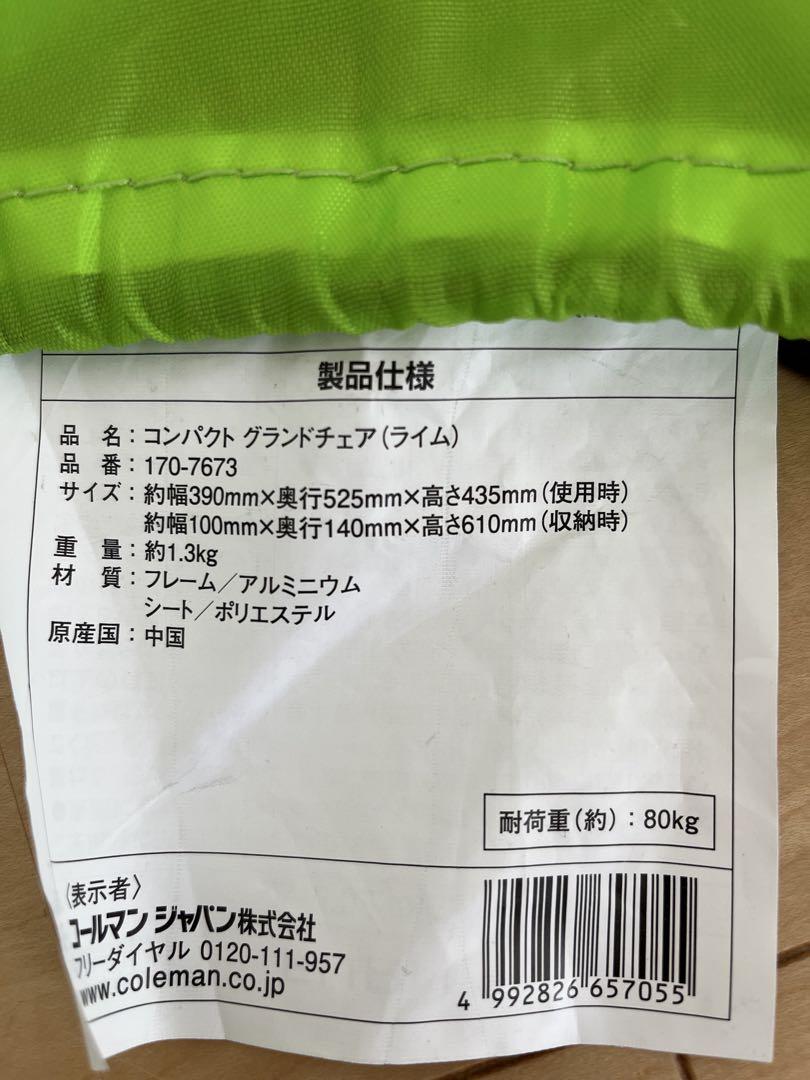 製品仕様
品 名：コンパクト グランドチェア（ライム）
品 番：170-7673
サイズ：約幅390mm×奥行525mm×高さ435mm（使用時）
約幅100mm×奥行140mm×高さ610mm（収納時）
重 量：約1.3kg
材 質：フレーム／アルミニウム
シート／ポリエステル
原産国：中国
耐荷重（約）：80kg
〈表示者〉
コールマン ジャパン株式会社
フリーダイヤル 0120-111-957
www.coleman.co.jp
4 992826 657055